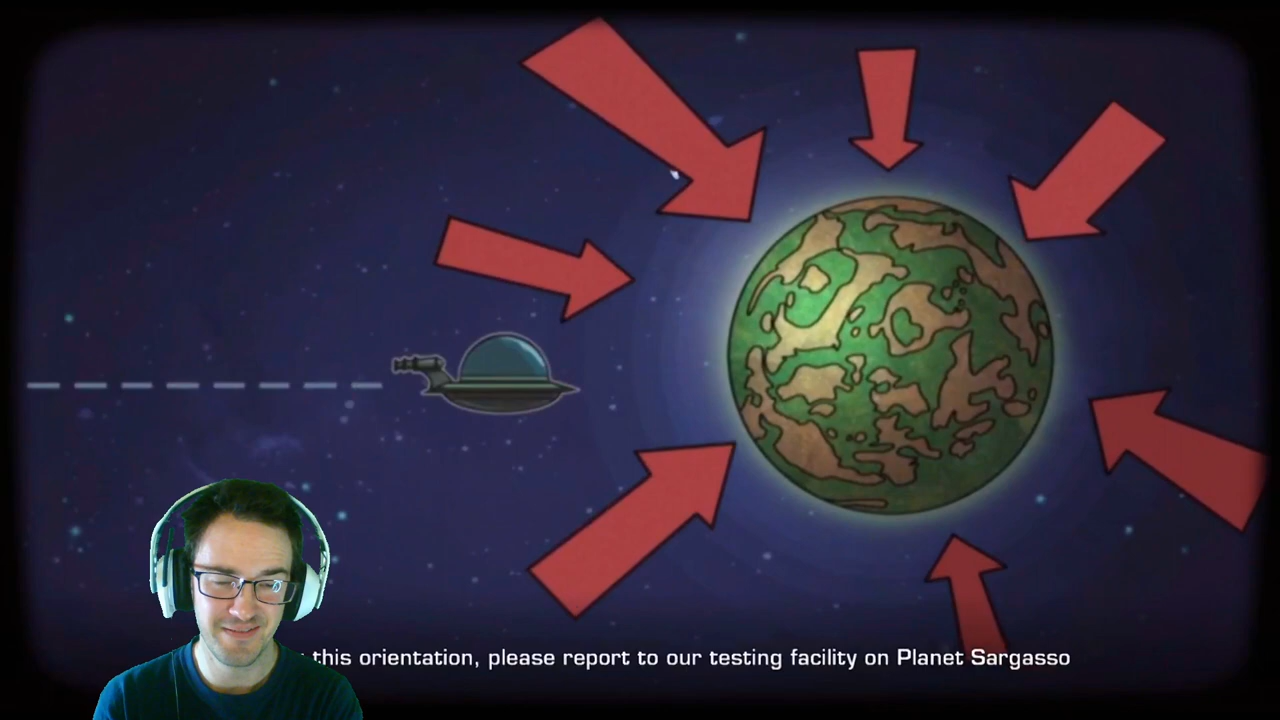 this orientation, please report to our testing facility on Planet Sargasso